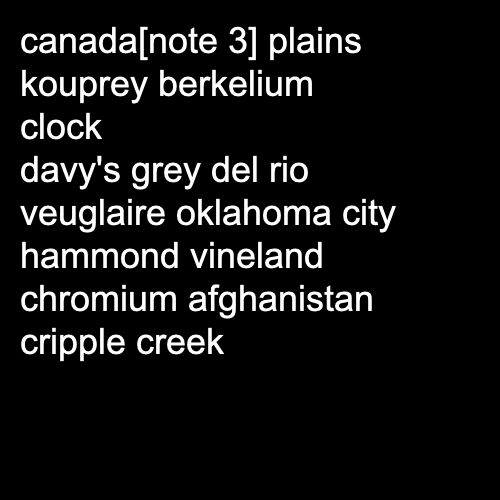 canada[note 3] plains
kouprey berkelium
clock
davy's grey del rio
veuglaire oklahoma city
hammond vineland
chromium afghanistan
cripple creek